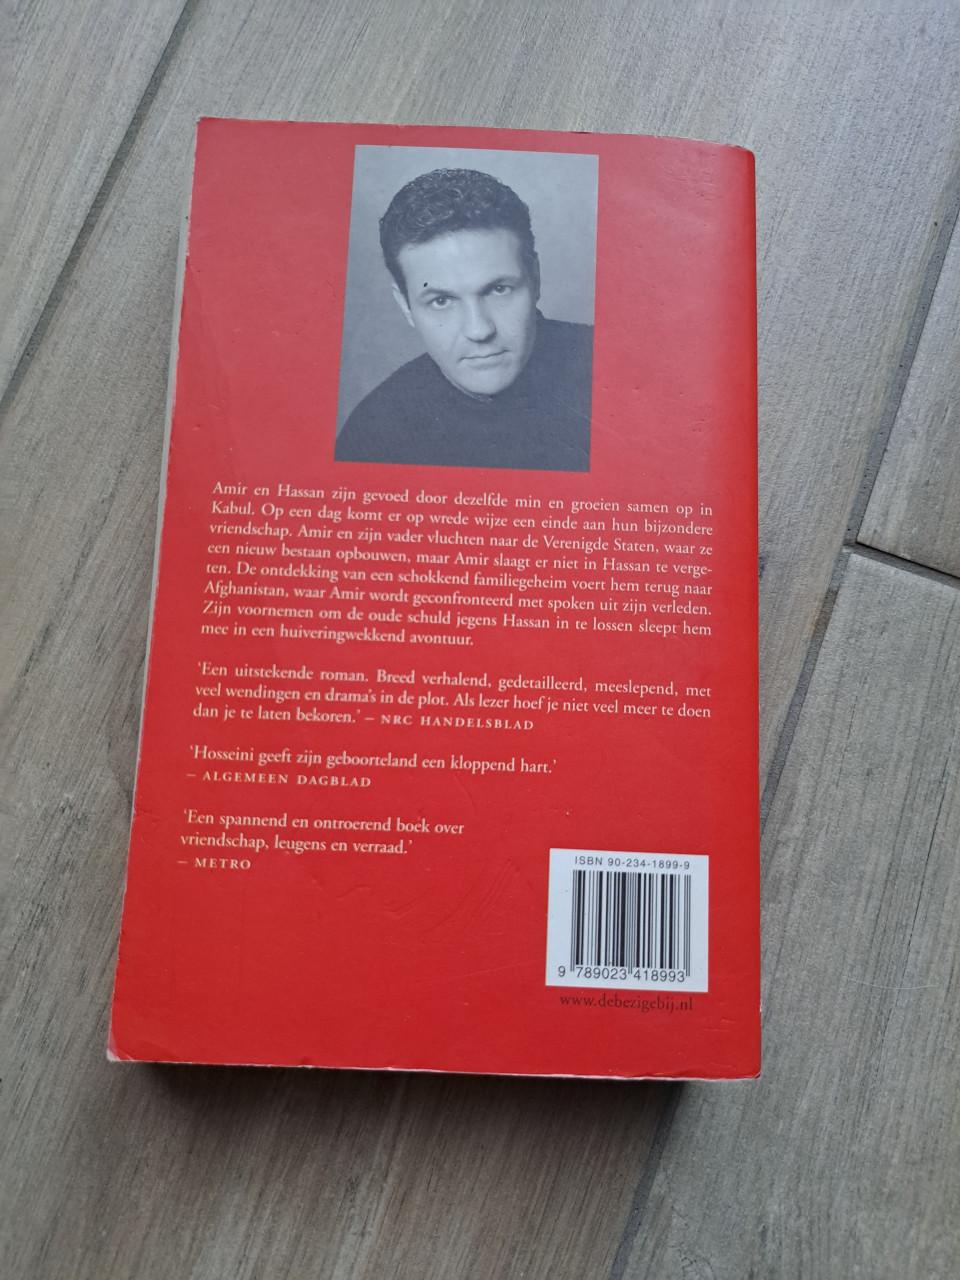 Amir en Hassan zijn gevoed door dezelfde min en groeien samen op in
Kabul. Op een dag komt er op wrede wijze een einde aan hun bijzondere
vriendschap. Amir en zijn vader vluchten naar de Verenigde Staten, waar ze
een nieuw bestaan opbouwen, maar Amir slaagt er niet in Hassan te verge-
ten. De ontdekking van een schokkend familiegeheim voert hem terug naar
Afghanistan, waar Amir wordt geconfronteerd met spoken uit zijn verleden.
Zijn voornemen om de oude schuld jegens Hassan in te lossen sleept hem
mee in een huiveringwekkend avontuur.
'Een uitstekende roman. Breed verhalend, gedetailleerd, meeslepend, met
veel wendingen en drama's in de plot. Als lezer hoef je niet veel meer te doen
dan je te laten bekoren.' – NRC HANDELSBLAD
'Hosseini geeft zijn geboorteland een kloppend hart.'
– ALGEMEEN DAGBLAD
'Een spannend en ontroerend boek over
vriendschap, leugens en verraad.'
– METRO
ISBN 90-234-1899-9
9 789023 418993
www.debezigebij.nl